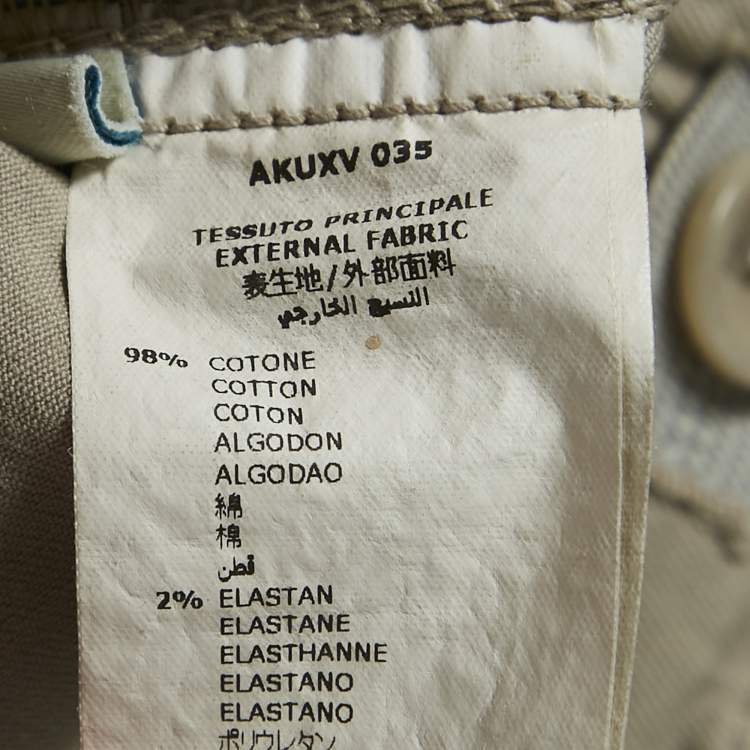 AKUXV 035
TESSUTO PRINCIPALE
EXTERNAL FABRIC
表生地/外部面料
النسيج الخارجي
98% COTONE
COTTON
COTON
ALGODON
ALGODAO
綿
棉
قطن
2% ELASTAN
ELASTANE
ELASTHANNE
ELASTANO
ELASTANO
ポリウレタン